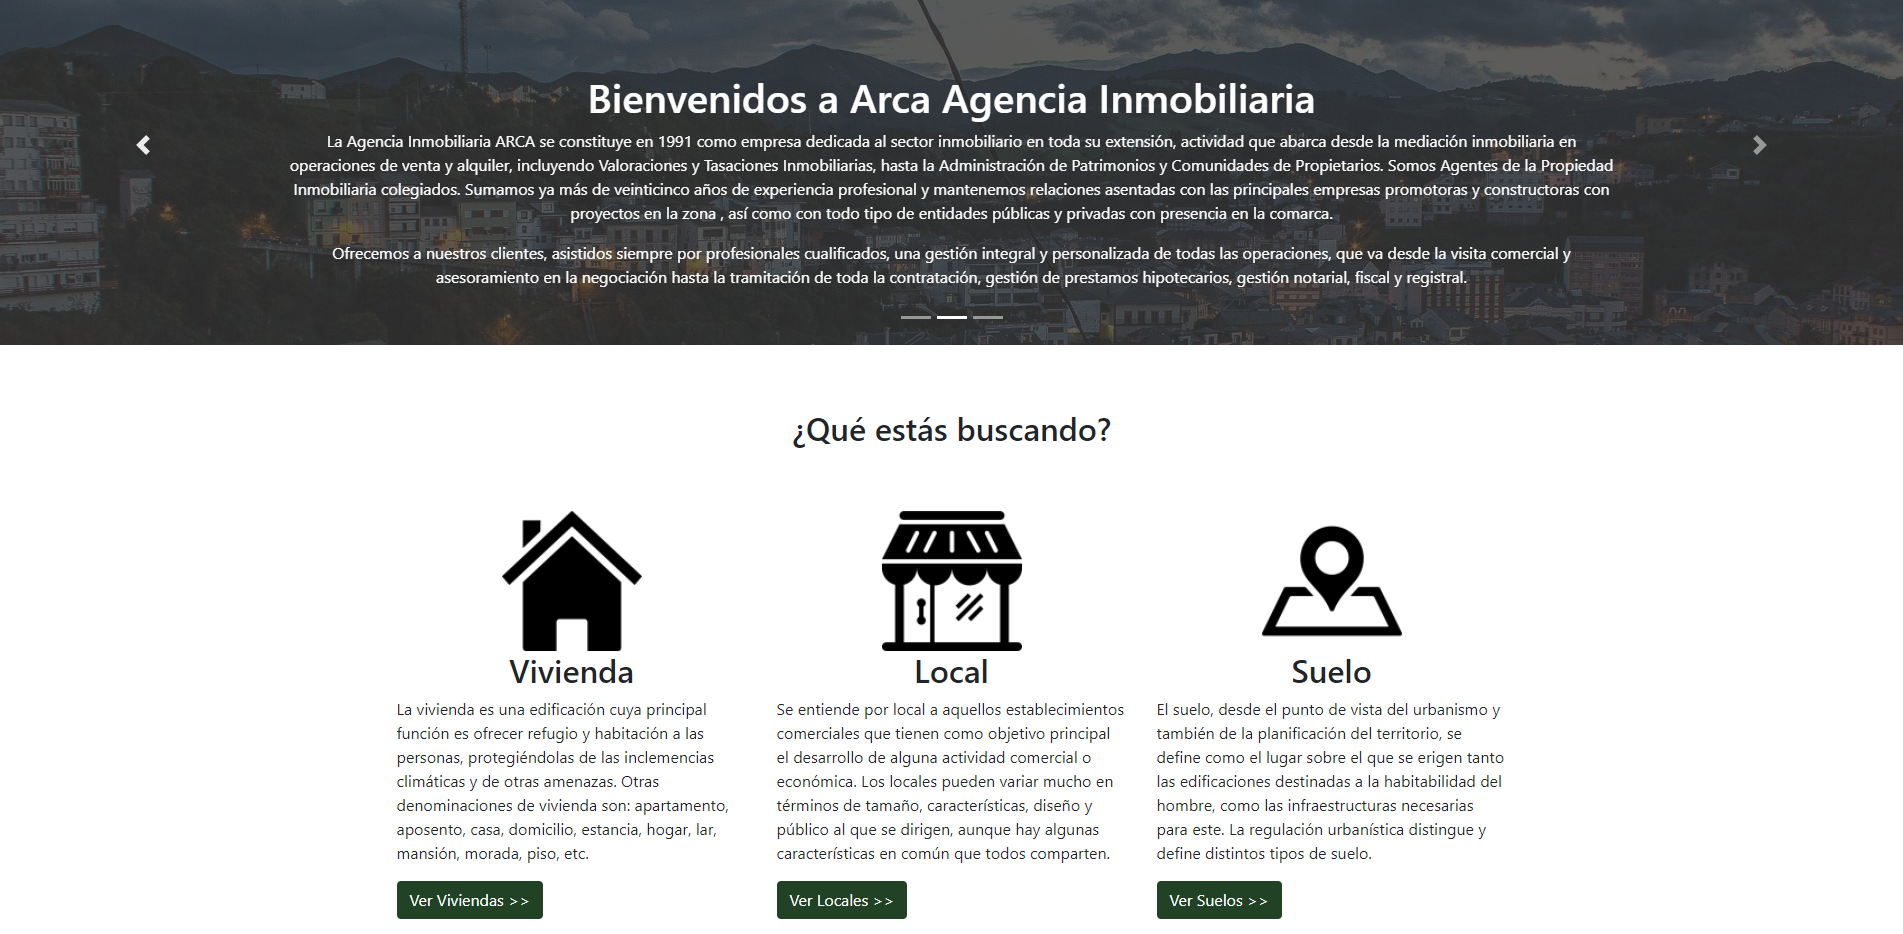 Bienvenidos a Arca Agencia Inmobiliaria
La Agencia Inmobiliaria ARCA se constituye en 1991 como empresa dedicada al sector inmobiliario en toda su extensión, actividad que abarca desde la mediación inmobiliaria en
operaciones de venta y alquiler, incluyendo Valoraciones y Tasaciones Inmobiliarias, hasta la Administración de Patrimonios y Comunidades de Propietarios. Somos Agentes de la Propiedad
Inmobiliaria colegiados. Sumamos ya más de veinticinco años de experiencia profesional y mantenemos relaciones asentadas con las principales empresas promotoras y constructoras con
proyectos en la zona , así como con todo tipo de entidades públicas y privadas con presencia en la comarca.
Ofrecemos a nuestros clientes, asistidos siempre por profesionales cualificados, una gestión integral y personalizada de todas las operaciones, que va desde la visita comercial y
asesoramiento en la negociación hasta la tramitación de toda la contratación, gestión de prestamos hipotecarios, gestión notarial, fiscal y registral.
¿Qué estás buscando?
Vivienda
La vivienda es una edificación cuya principal
función es ofrecer refugio y habitación a las
personas, protegiéndolas de las inclemencias
climáticas y de otras amenazas. Otras
denominaciones de vivienda son: apartamento,
aposento, casa, domicilio, estancia, hogar, lar,
mansión, morada, piso, etc.
Ver Viviendas >>
Local
Se entiende por local a aquellos establecimientos
comerciales que tienen como objetivo principal
el desarrollo de alguna actividad comercial o
económica. Los locales pueden variar mucho en
términos de tamaño, características, diseño y
público al que se dirigen, aunque hay algunas
características en común que todos comparten.
Ver Locales >>
Suelo
El suelo, desde el punto de vista del urbanismo y
también de la planificación del territorio, se
define como el lugar sobre el que se erigen tanto
las edificaciones destinadas a la habitabilidad del
hombre, como las infraestructuras necesarias
para este. La regulación urbanística distingue y
define distintos tipos de suelo.
Ver Suelos >>